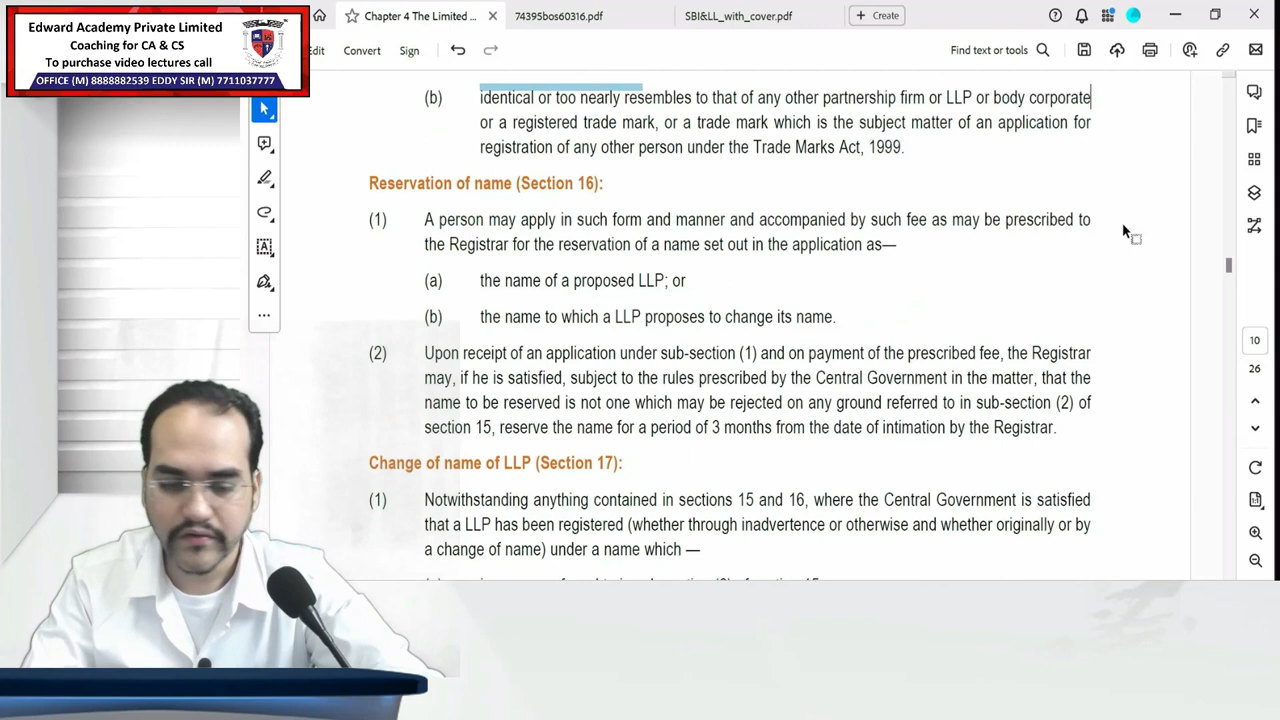 Edward Academy Private Limited
Coaching for CA & CS
To purchase video lectures call
OFFICE (M) 8888882539 EDDY SIR (M) 7711037777
Chapter 4 The Limited ...
74395bos60316.pdf
SBI&LL_with_cover.pdf
Create
Edit
Convert
Sign
Find text or tools
(b) identical or too nearly resembles to that of any other partnership firm or LLP or body corporate
or a registered trade mark, or a trade mark which is the subject matter of an application for
registration of any other person under the Trade Marks Act, 1999.
Reservation of name (Section 16):
(1) A person may apply in such form and manner and accompanied by such fee as may be prescribed to
the Registrar for the reservation of a name set out in the application as—
(a) the name of a proposed LLP; or
(b) the name to which a LLP proposes to change its name.
(2) Upon receipt of an application under sub-section (1) and on payment of the prescribed fee, the Registrar
may, if he is satisfied, subject to the rules prescribed by the Central Government in the matter, that the
name to be reserved is not one which may be rejected on any ground referred to in sub-section (2) of
section 15, reserve the name for a period of 3 months from the date of intimation by the Registrar.
Change of name of LLP (Section 17):
(1) Notwithstanding anything contained in sections 15 and 16, where the Central Government is satisfied
that a LLP has been registered (whether through inadvertence or otherwise and whether originally or by
a change of name) under a name which —
10
26